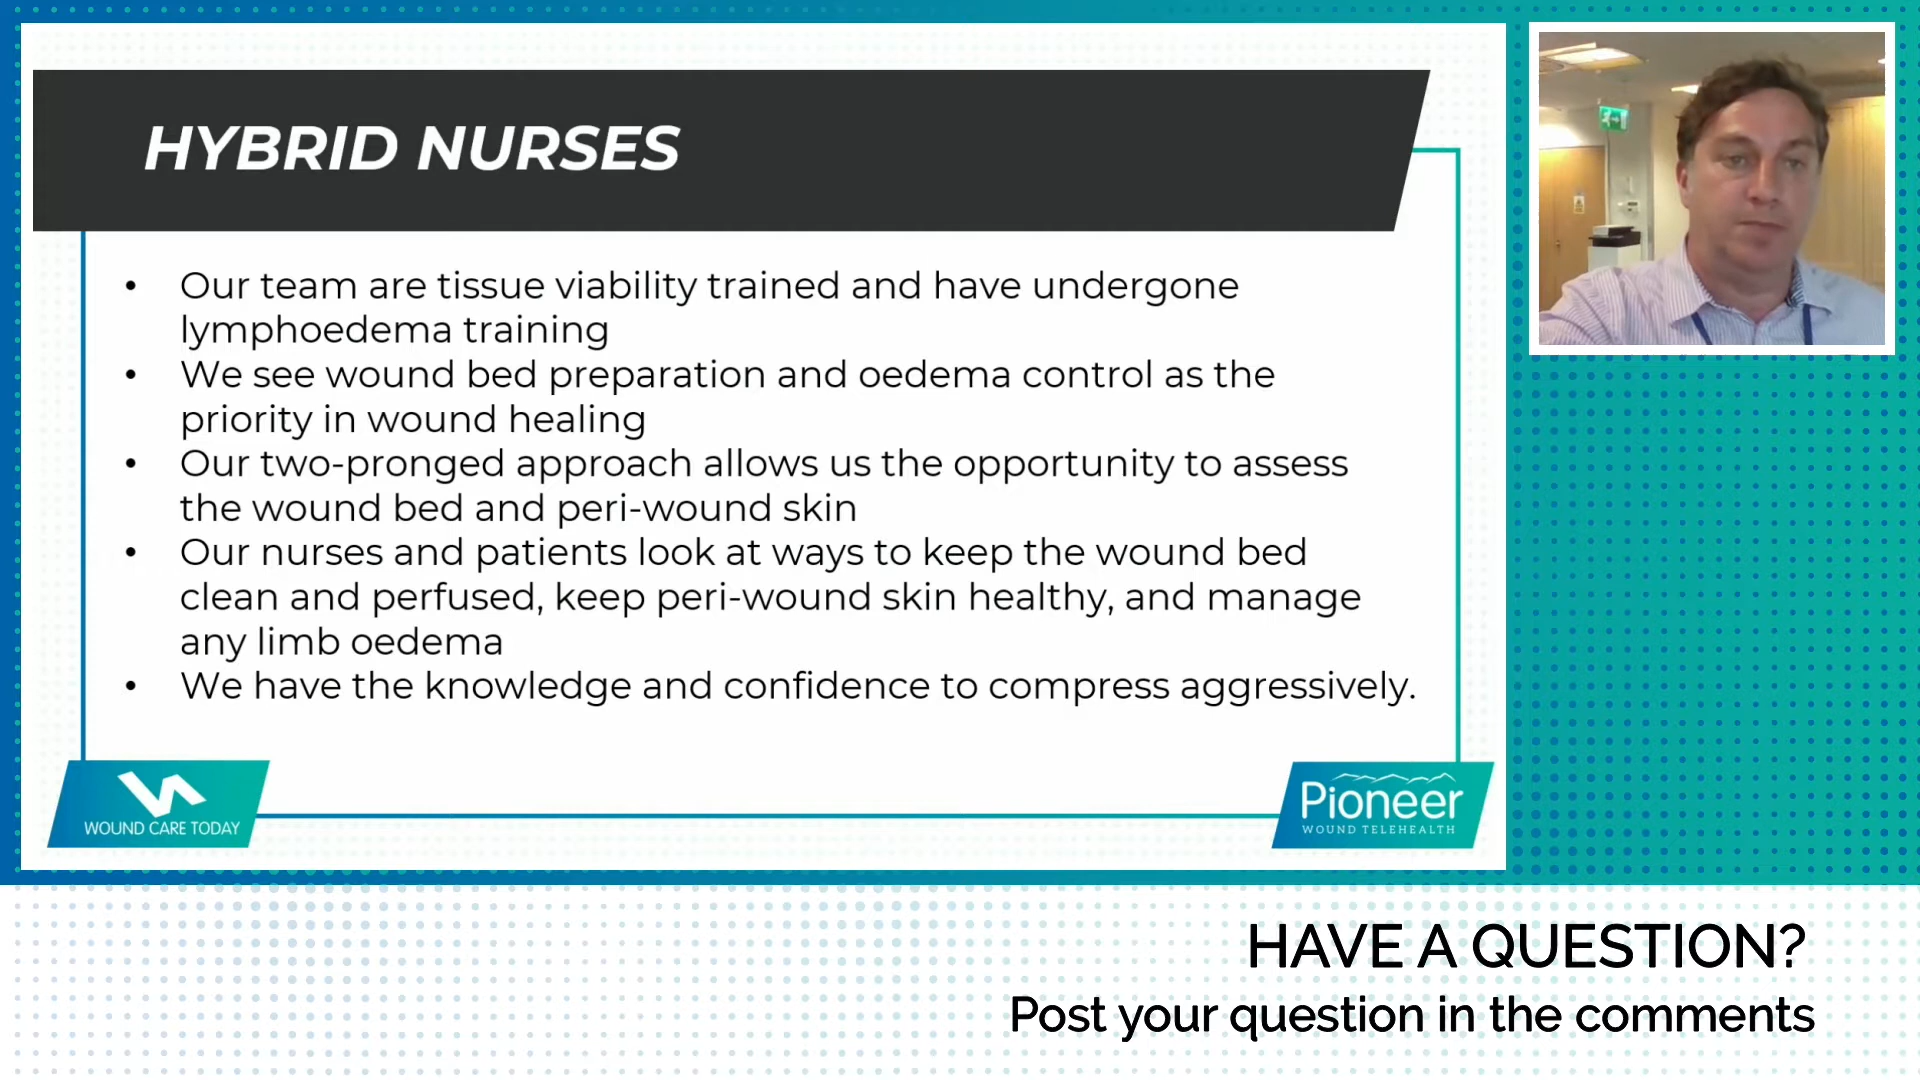 HYBRID NURSES
• Our team are tissue viability trained and have undergone
lymphoedema training
• We see wound bed preparation and oedema control as the
priority in wound healing
• Our two-pronged approach allows us the opportunity to assess
the wound bed and peri-wound skin
• Our nurses and patients look at ways to keep the wound bed
clean and perfused, keep peri-wound skin healthy, and manage
any limb oedema
• We have the knowledge and confidence to compress aggressively.
WOUND CARE TODAY
Pioneer
WOUND TELEHEALTH
HAVE A QUESTION?
Post your question in the comments